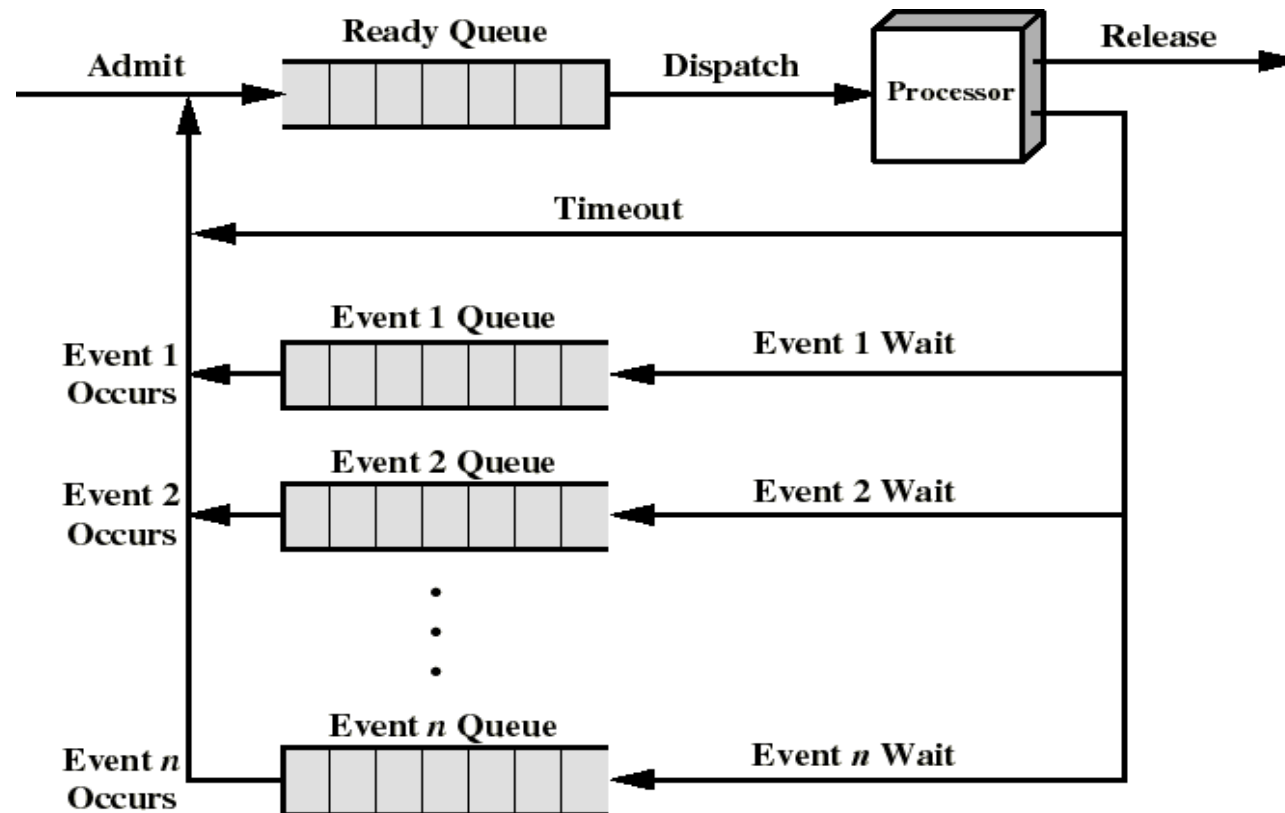 Ready Queue
Admit
Dispatch
Processor
Release
Timeout
Event 1 Queue
Event 1
Occurs
Event 1 Wait
Event 2 Queue
Event 2
Occurs
Event 2 Wait
Event n Queue
Event n
Occurs
Event n Wait